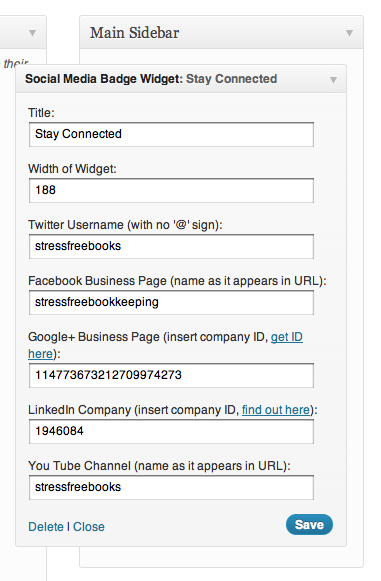 Main Sidebar
their
Social Media Badge Widget: Stay Connected
Title:
Stay Connected
Width of Widget:
188
Twitter Username (with no '@' sign):
stressfreebooks
Facebook Business Page (name as it appears in URL):
stressfreebookkeeping
Google+ Business Page (insert company ID, get ID
here):
114773673212709974273
LinkedIn Company (insert company ID, find out here):
1946084
You Tube Channel (name as it appears in URL):
stressfreebooks
Delete | Close
Save